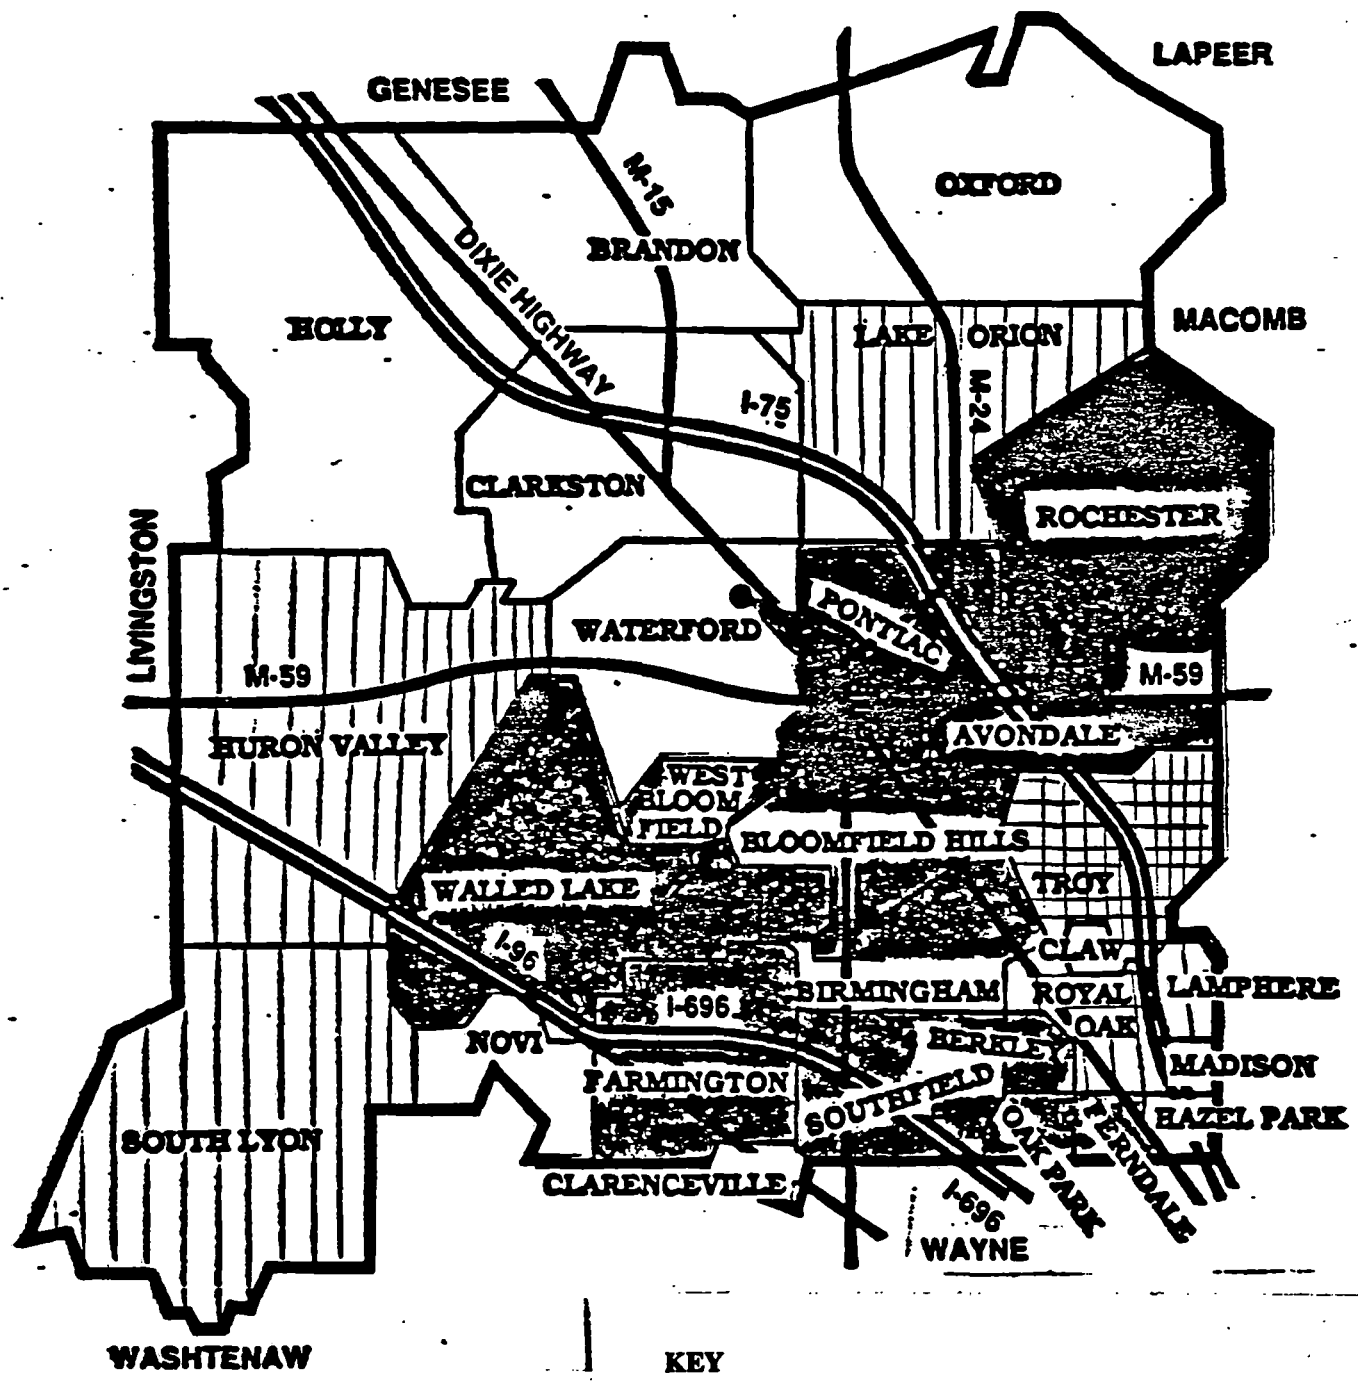 LAPEER
GENESEE
M-15
OXFORD
BRANDON
DIXIE HIGHWAY
HOLLY
LAKE ORION
MACOMB
M-24
I-75
CLARKSTON
ROCHESTER
LIVINGSTON
PONTIAC
WATERFORD
M-59
M-59
AVONDALE
HURON VALLEY
WEST
BLOOM
FIELD
BLOOMFIELD HILLS
TROY
WALLED LAKE
I-96
CLAW
BIRMINGHAM
ROYAL
OAK
LAMPHERE
I-696
NOVI
BERKLEY
MADISON
FARMINGTON
SOUTHFIELD
HAZEL PARK
OAK PARK
FERNDALE
SOUTH LYON
CLARENCEVILLE
I-696
WAYNE
WASHTENAW
KEY